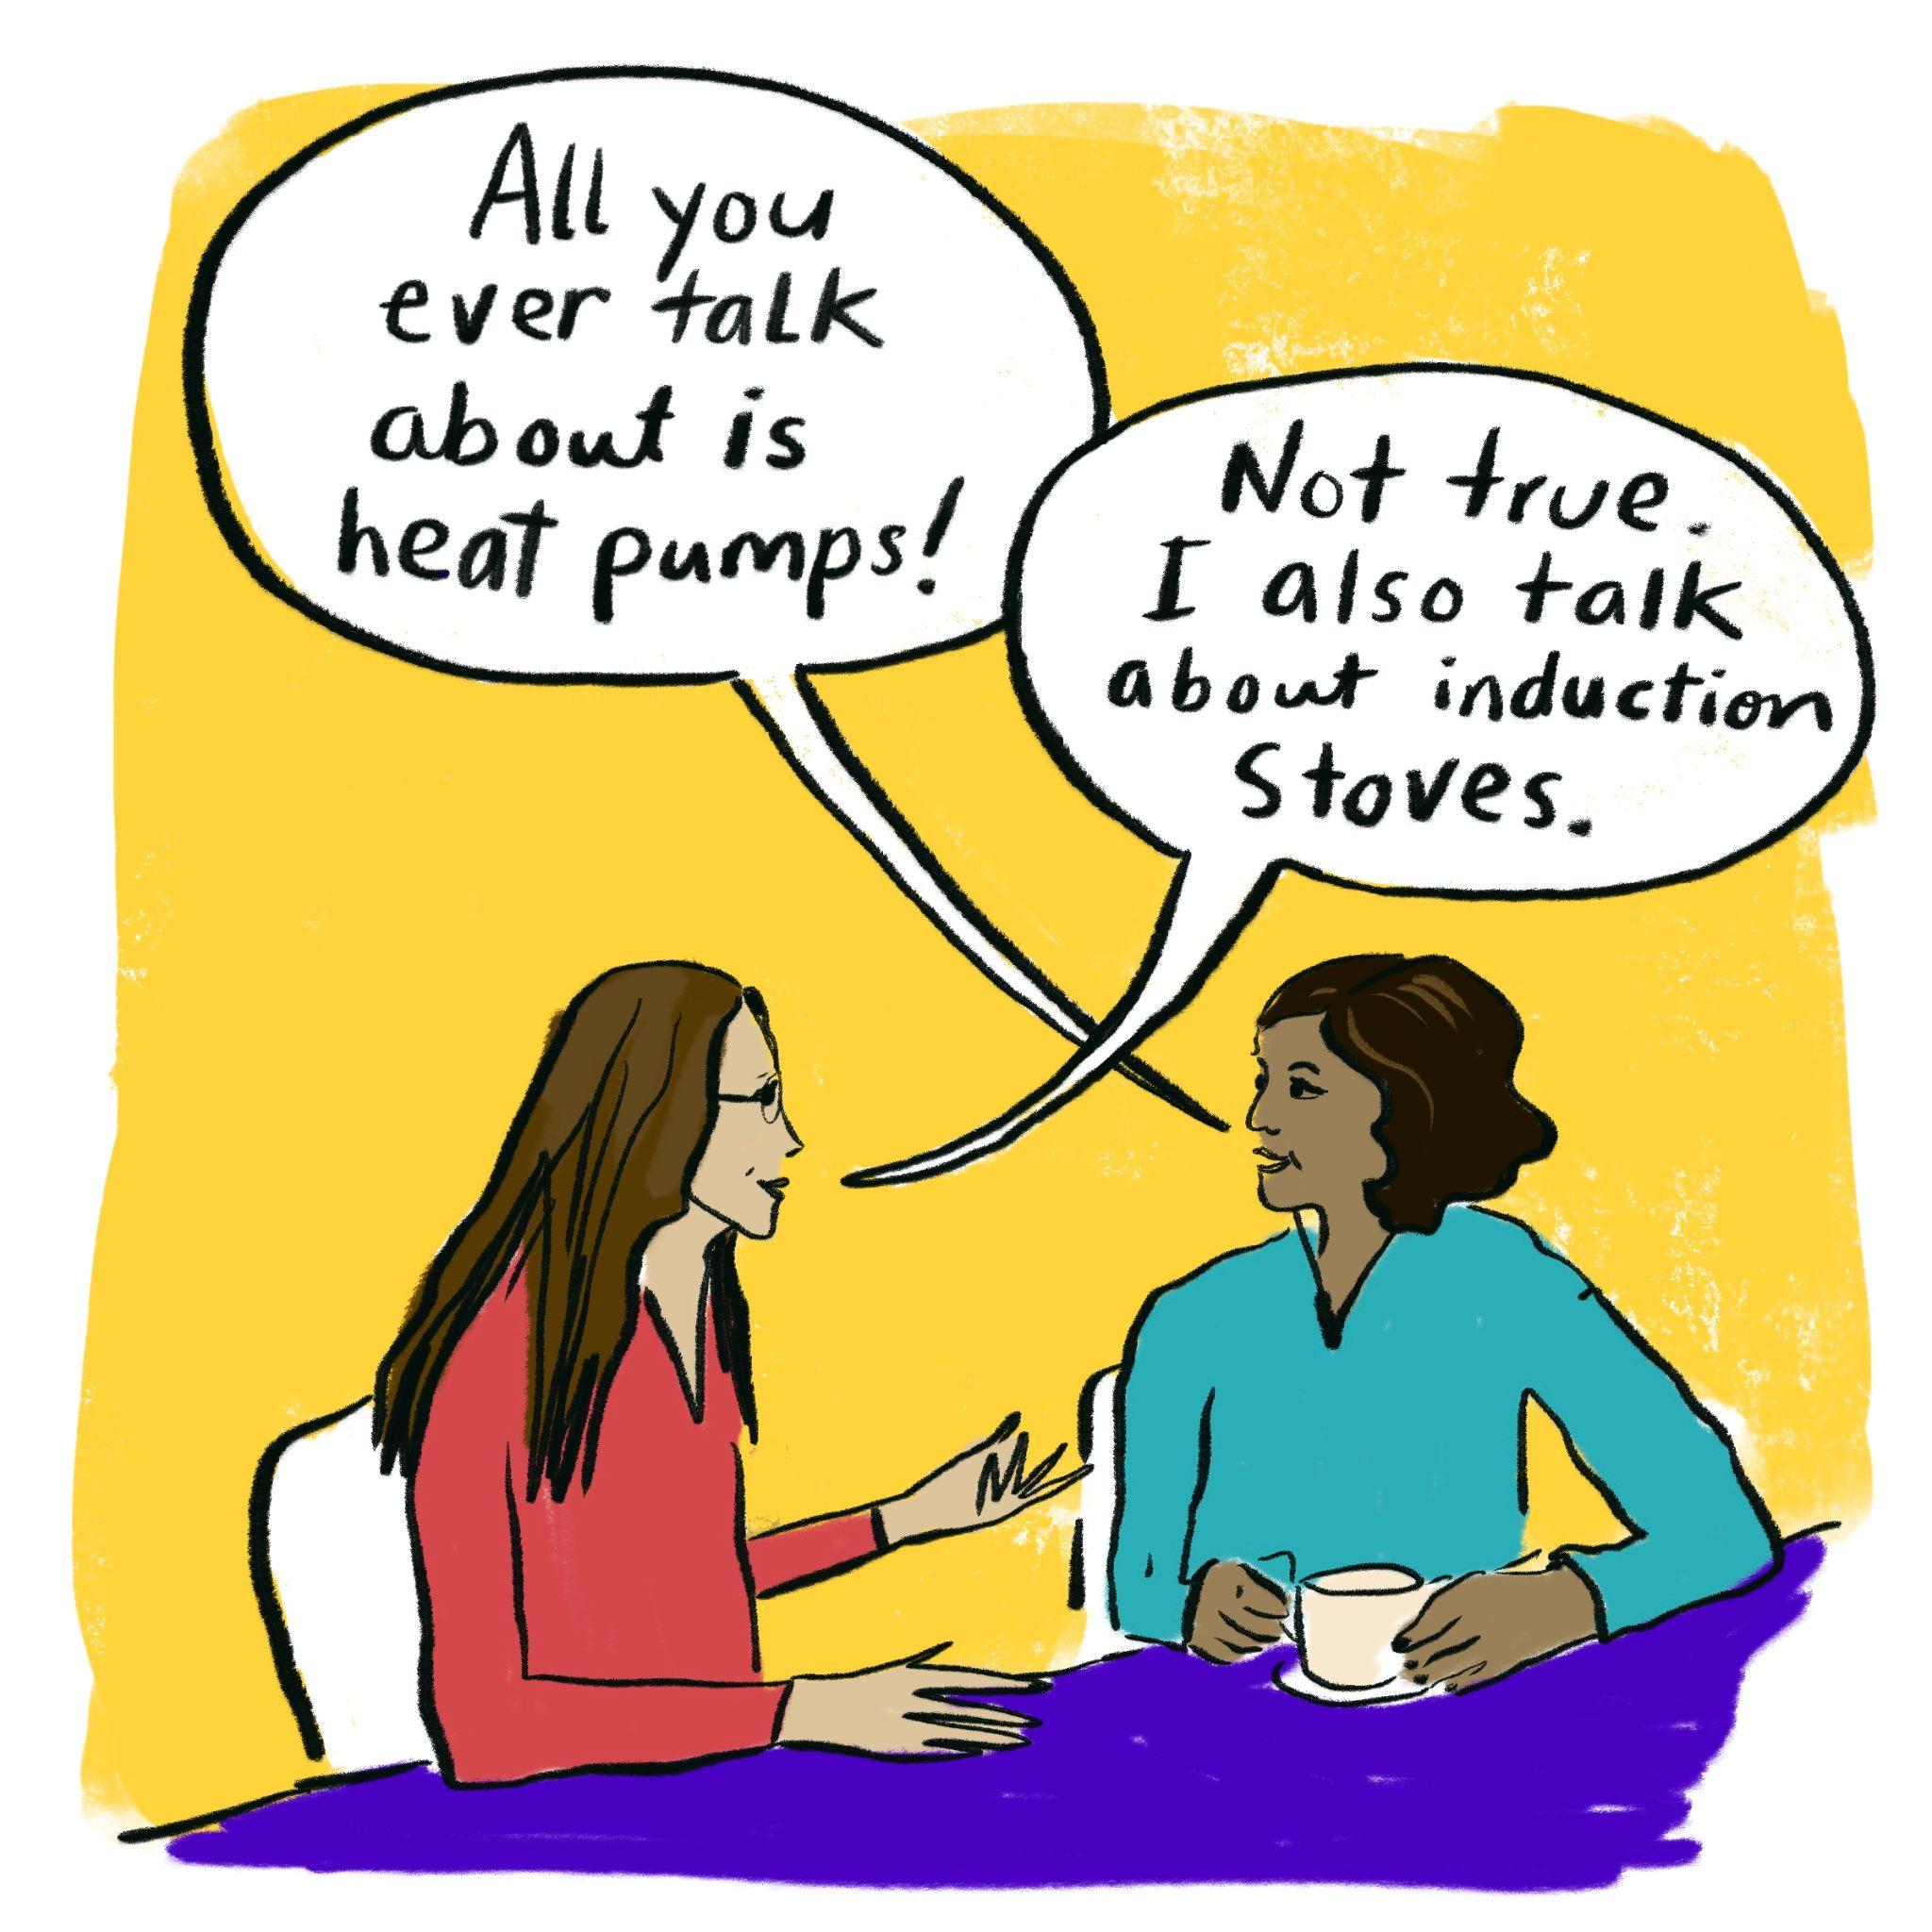 All you
ever talk
about is
heat pumps!
Not true.
I also talk
about induction
Stoves.